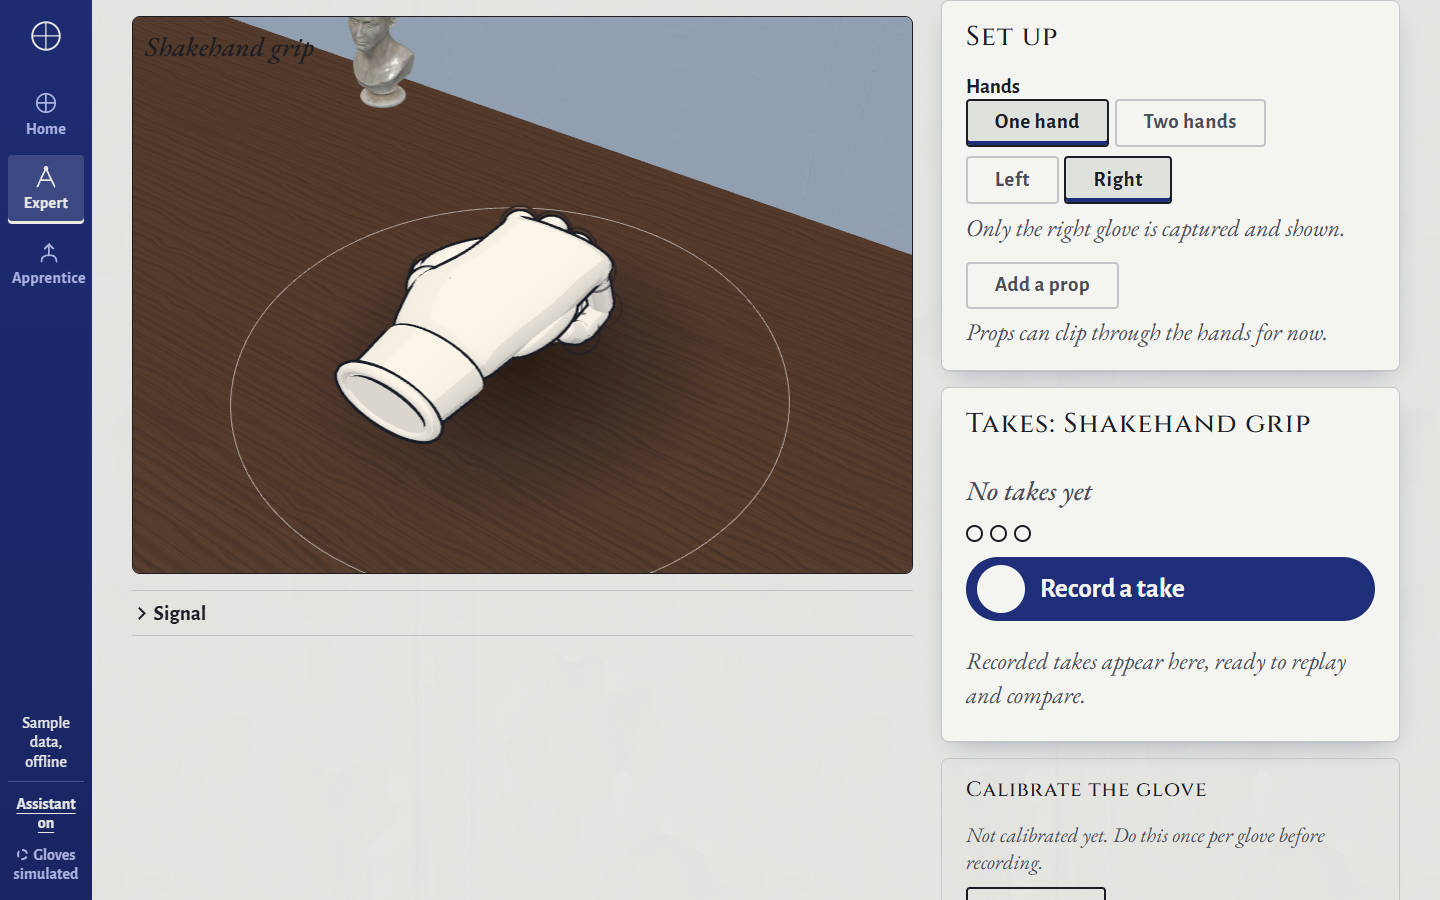 Home
Expert
Apprentice
Sample
data,
offline
Assistant
on
Gloves
simulated
Shakehand grip
Signal
Set up
Hands
One hand
Two hands
Left
Right
Only the right glove is captured and shown.
Add a prop
Props can clip through the hands for now.
Takes: Shakehand grip
No takes yet
Record a take
Recorded takes appear here, ready to replay
and compare.
Calibrate the glove
Not calibrated yet. Do this once per glove before
recording.